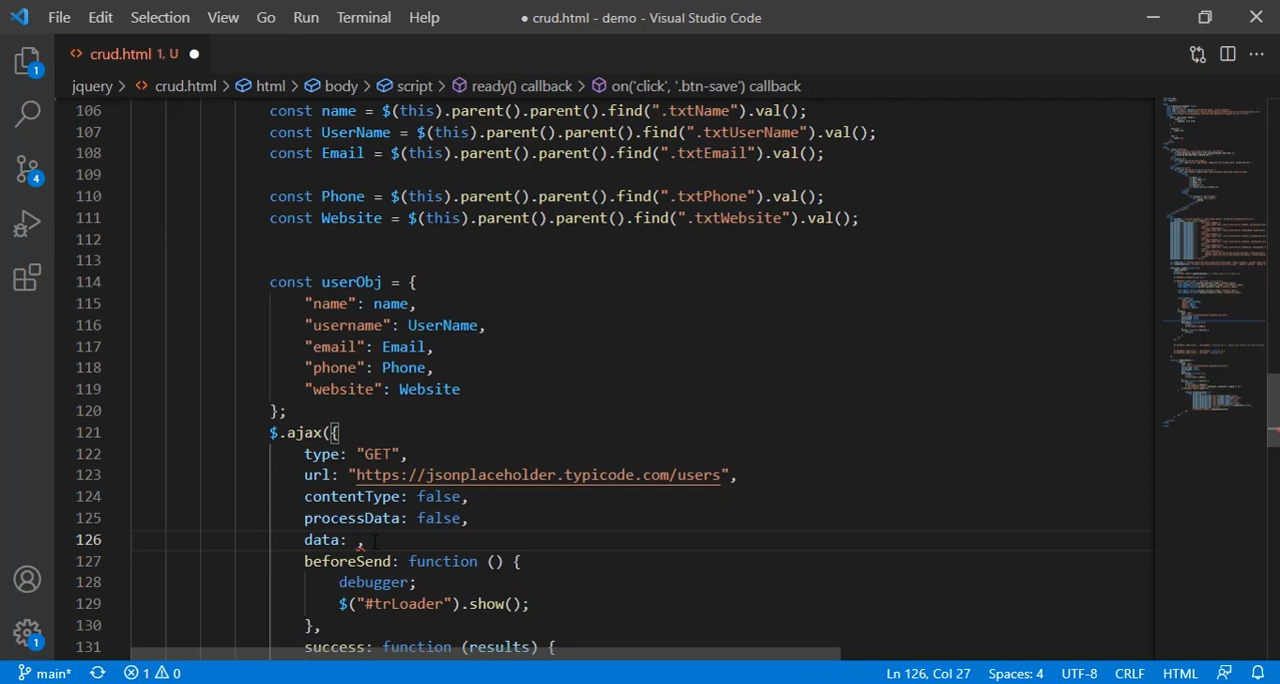 File Edit Selection View Go Run Terminal Help ● crud.html - demo - Visual Studio Code
<> crud.html 1, U ●
jquery > <> crud.html > html > body > script > ready() callback > on('click', '.btn-save') callback
106 const name = $(this).parent().parent().find(".txtName").val();
107 const UserName = $(this).parent().parent().find(".txtUserName").val();
108 const Email = $(this).parent().parent().find(".txtEmail").val();
109
110 const Phone = $(this).parent().parent().find(".txtPhone").val();
111 const Website = $(this).parent().parent().find(".txtWebsite").val();
112
113
114 const userObj = {
115 "name": name,
116 "username": UserName,
117 "email": Email,
118 "phone": Phone,
119 "website": Website
120 };
121 $.ajax({
122 type: "GET",
123 url: "https://jsonplaceholder.typicode.com/users",
124 contentType: false,
125 processData: false,
126 data: ,
127 beforeSend: function () {
128 debugger;
129 $("#trLoader").show();
130 },
131 success: function (results) {
1
4
1
main* 1 0 Ln 126, Col 27 Spaces: 4 UTF-8 CRLF HTML